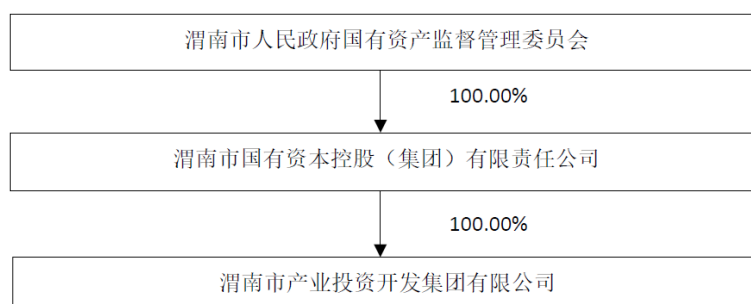 渭南市人民政府国有资产监督管理委员会
100.00%
渭南市国有资本控股（集团）有限责任公司
100.00%
渭南市产业投资开发集团有限公司